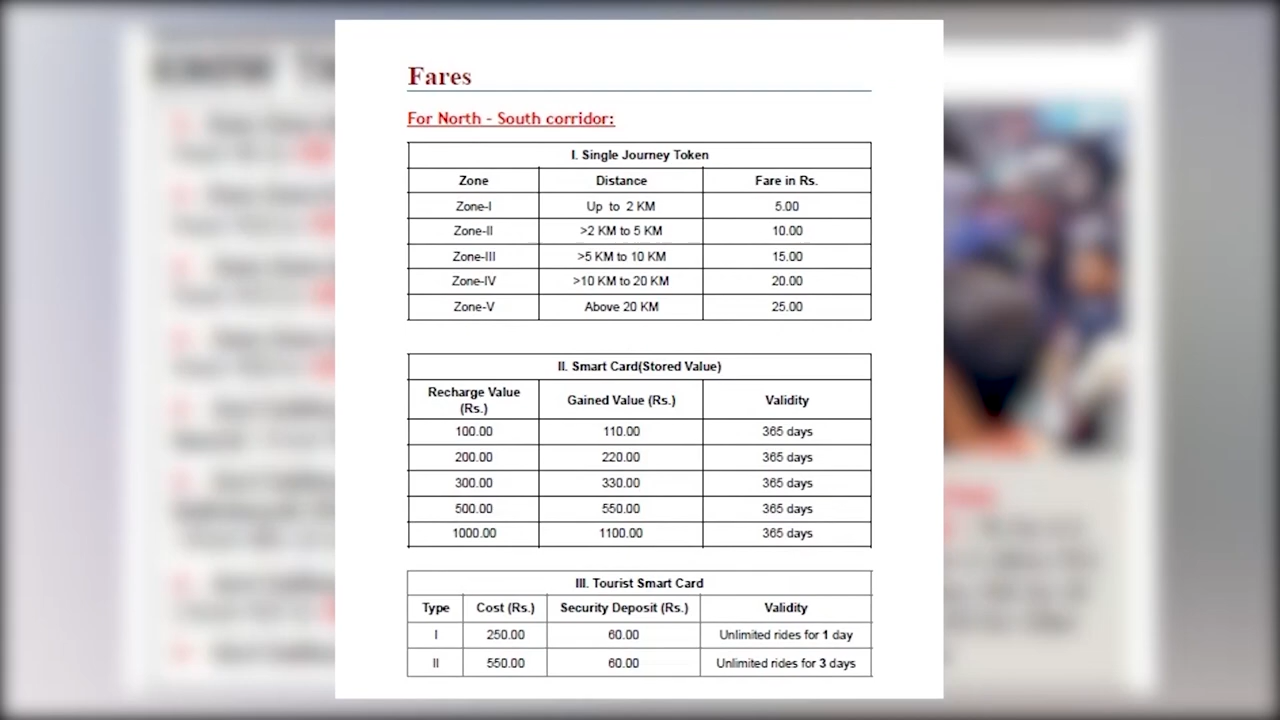 Fares
For North - South corridor:
I. Single Journey Token
Zone Distance Fare in Rs.
Zone-I Up to 2 KM 5.00
Zone-II >2 KM to 5 KM 10.00
Zone-III >5 KM to 10 KM 15.00
Zone-IV >10 KM to 20 KM 20.00
Zone-V Above 20 KM 25.00
II. Smart Card(Stored Value)
Recharge Value (Rs.) Gained Value (Rs.) Validity
100.00 110.00 365 days
200.00 220.00 365 days
300.00 330.00 365 days
500.00 550.00 365 days
1000.00 1100.00 365 days
III. Tourist Smart Card
Type Cost (Rs.) Security Deposit (Rs.) Validity
I 250.00 60.00 Unlimited rides for 1 day
II 550.00 60.00 Unlimited rides for 3 days